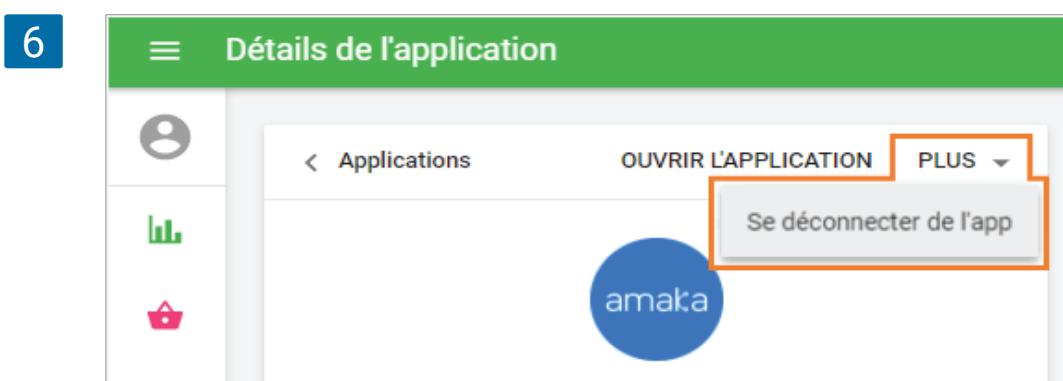 6
Détails de l'application
Applications
OUVRIR L'APPLICATION
PLUS
Se déconnecter de l'app
amaka